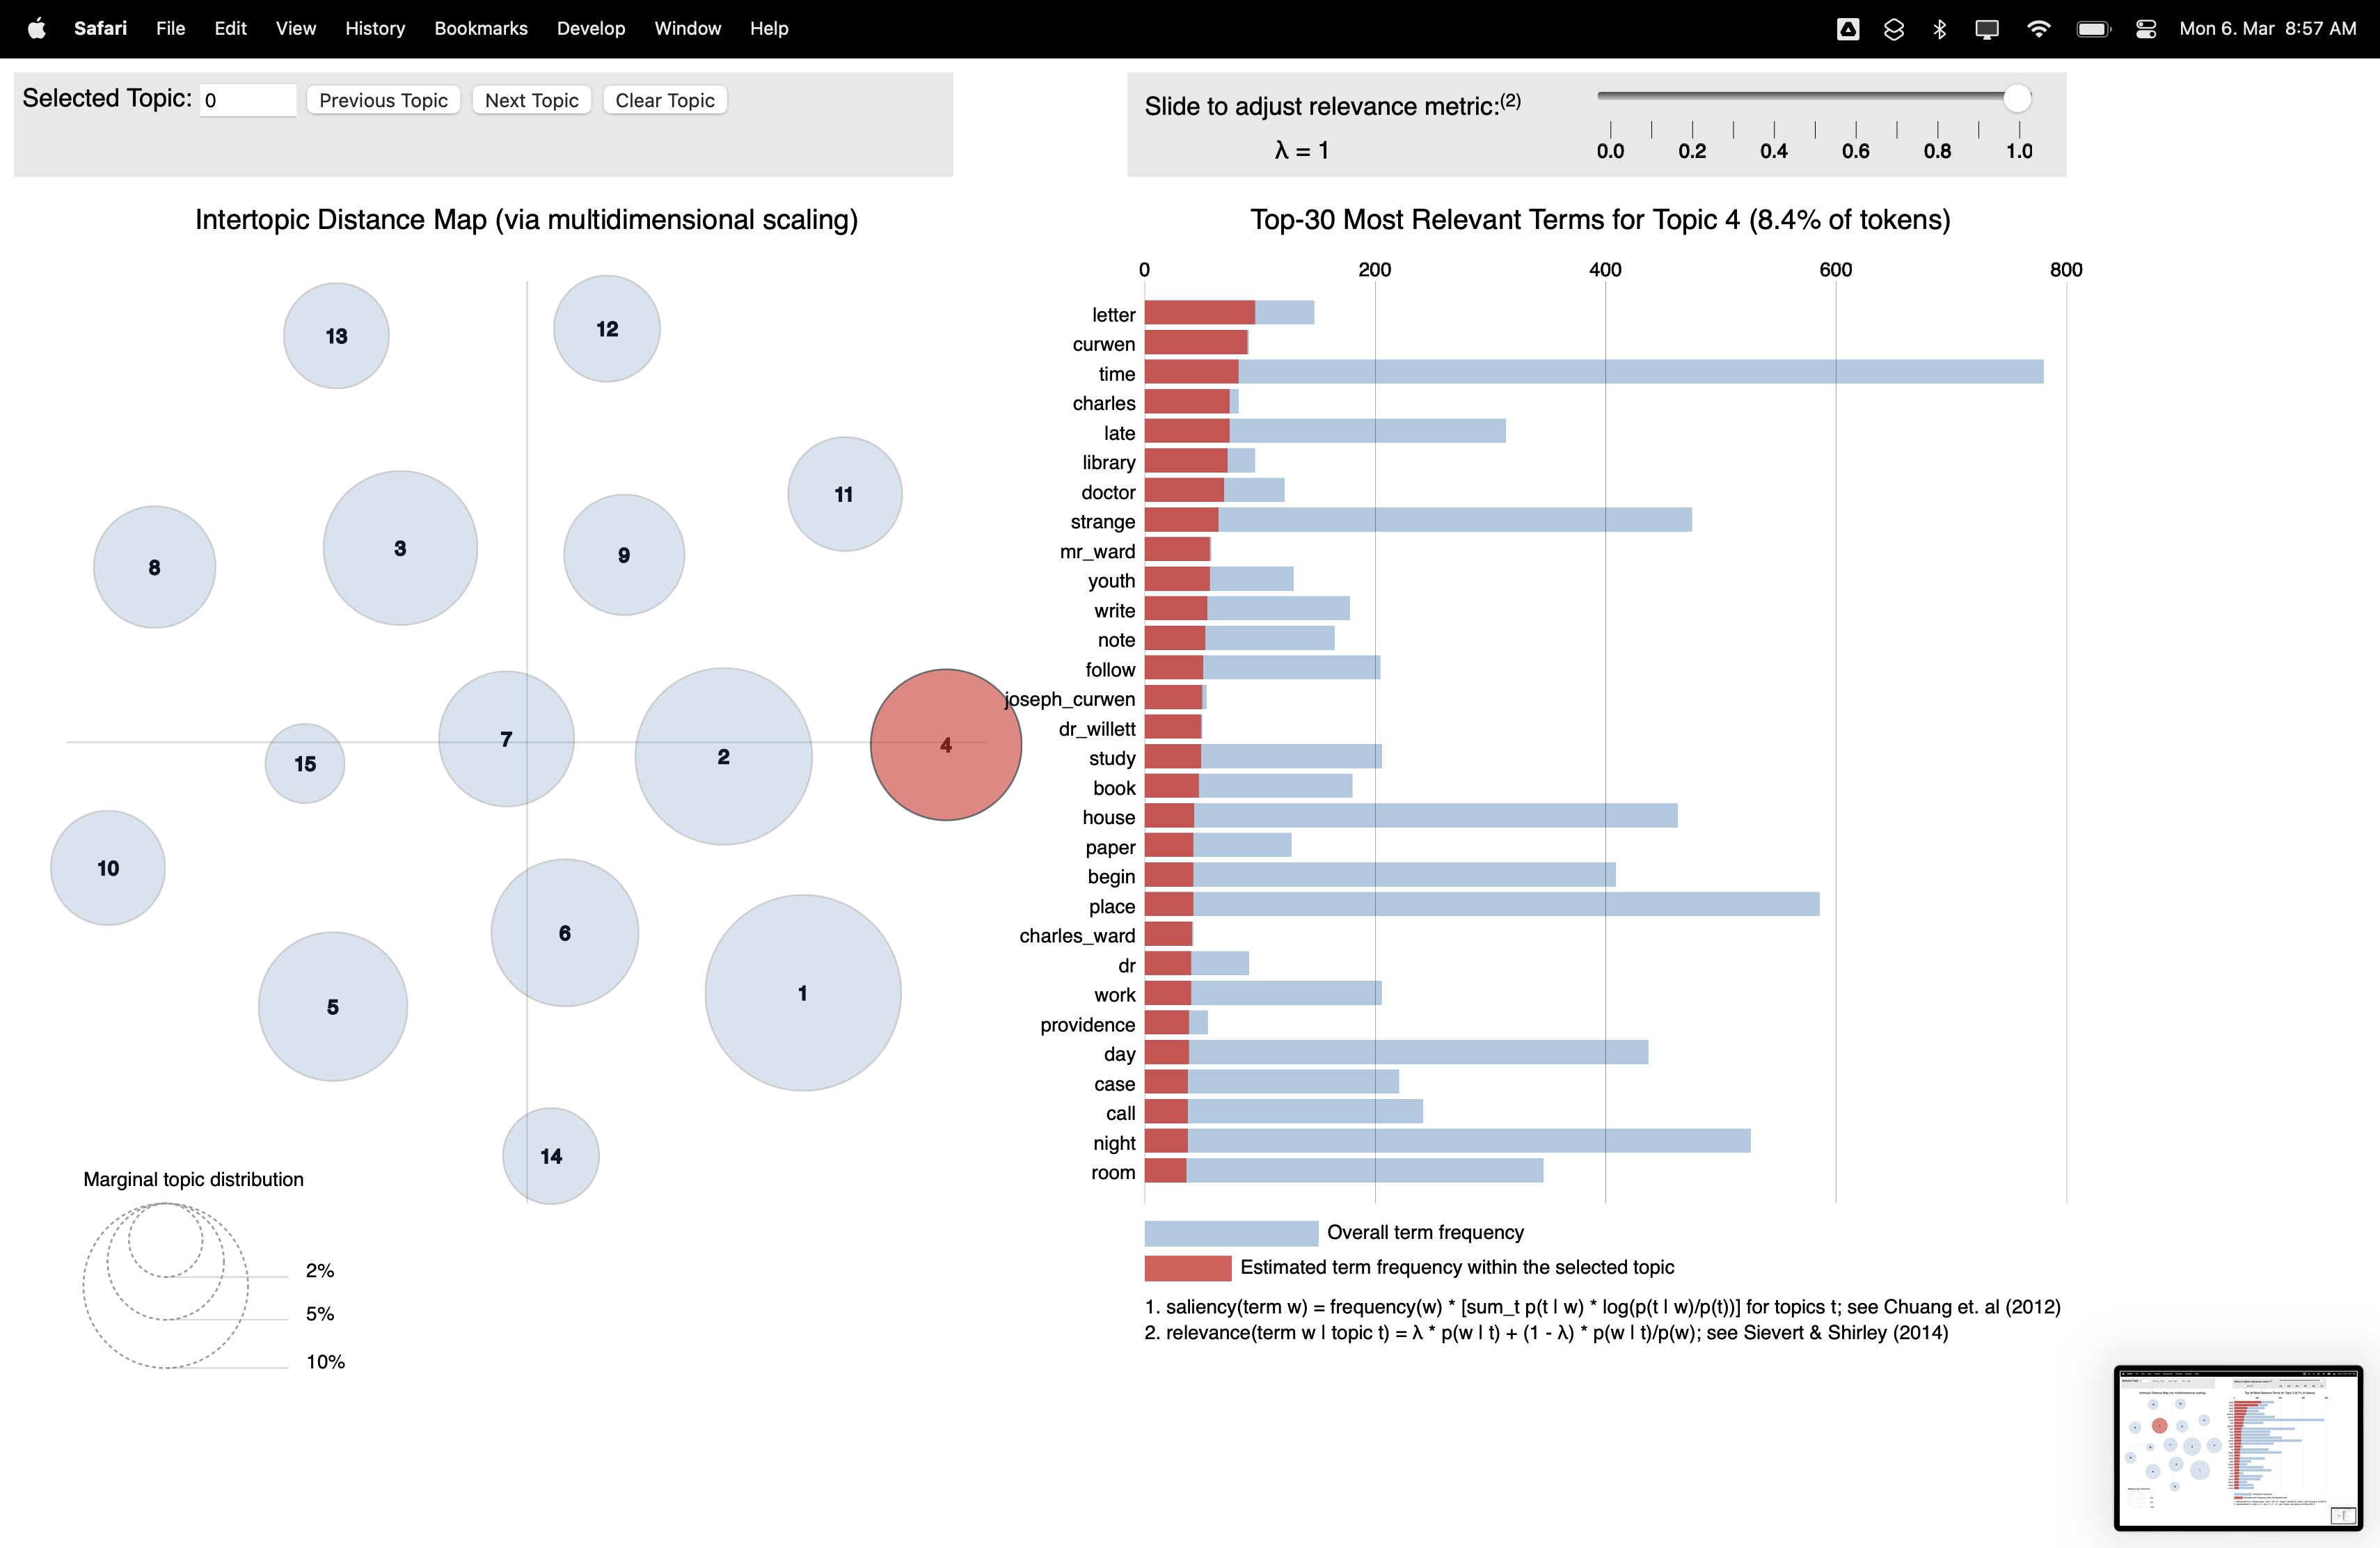 Safari File Edit View History Bookmarks Develop Window Help Mon 6. Mar 8:57 AM
Selected Topic: 0 Previous Topic Next Topic Clear Topic
Slide to adjust relevance metric:(2)
λ = 1
0.0 0.2 0.4 0.6 0.8 1.0
Intertopic Distance Map (via multidimensional scaling)
13
12
11
3
9
8
7
4
2
15
10
6
1
5
14
Marginal topic distribution
2%
5%
10%
Top-30 Most Relevant Terms for Topic 4 (8.4% of tokens)
0 200 400 600 800
letter
curwen
time
charles
late
library
doctor
strange
mr_ward
youth
write
note
follow
joseph_curwen
dr_willett
study
book
house
paper
begin
place
charles_ward
dr
work
providence
day
case
call
night
room
Overall term frequency
Estimated term frequency within the selected topic
1. saliency(term w) = frequency(w) * [sum_t p(t | w) * log(p(t | w)/p(t))] for topics t; see Chuang et. al (2012)
2. relevance(term w | topic t) = λ * p(w | t) + (1 - λ) * p(w | t)/p(w); see Sievert & Shirley (2014)